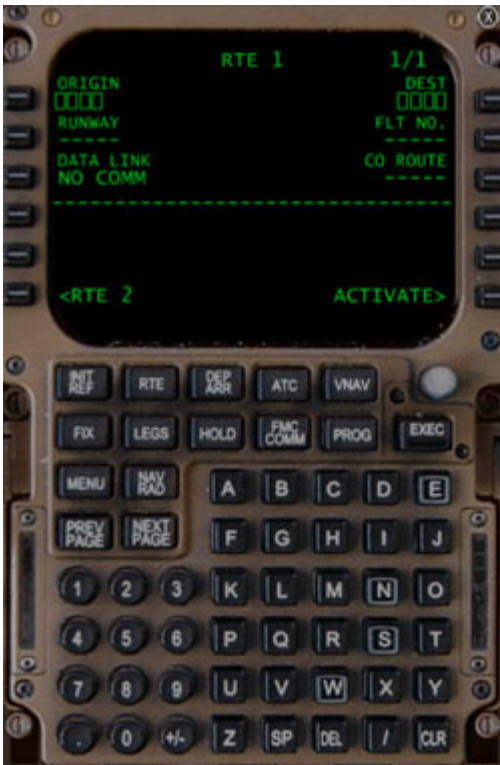 X
RTE 1 1/1
ORIGIN DEST
□□□□ □□□□
RUNWAY FLT NO.
----- -----
DATA LINK CO ROUTE
NO COMM -----
--------------------------------
<RTE 2 ACTIVATE>
INIT REF RTE DEP ARR ATC VNAV
FIX LEGS HOLD FMC COMM PROG EXEC
MENU NAV RAD A B C D E
PREV PAGE NEXT PAGE F G H I J
1 2 3 K L M N O
4 5 6 P Q R S T
7 8 9 U V W X Y
. 0 +/- Z SP DEL / CLR